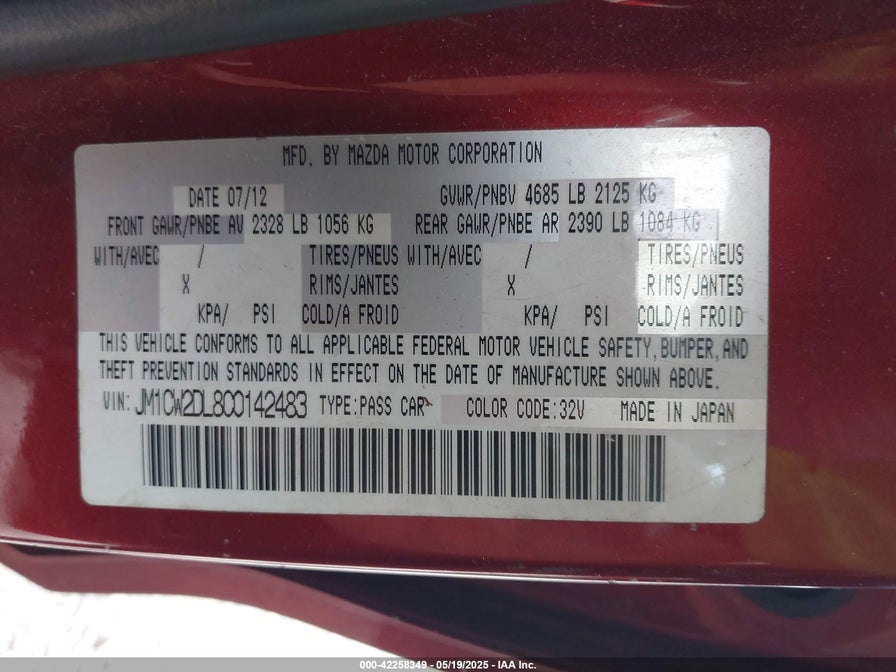 MFD. BY MAZDA MOTOR CORPORATION
DATE 07/12 GVWR/PNBV 4685 LB 2125 KG
FRONT GAWR/PNBE AV 2328 LB 1056 KG REAR GAWR/PNBE AR 2390 LB 1084 KG
WITH/AVEC / TIRES/PNEUS WITH/AVEC / TIRES/PNEUS
X RIMS/JANTES X -RIMS/JANTES
KPA/ PSI COLD/A FROID KPA/ PSI COLD/A FROID
THIS VEHICLE CONFORMS TO ALL APPLICABLE FEDERAL MOTOR VEHICLE SAFETY, BUMPER, AND
THEFT PREVENTION STANDARDS IN EFFECT ON THE DATE OF MANUFACTURE SHOWN ABOVE.
VIN: JM1CW2DL8C0142483 TYPE:PASS CAR COLOR CODE:32V MADE IN JAPAN
000-42258349 - 05/19/2025 - IAA Inc.